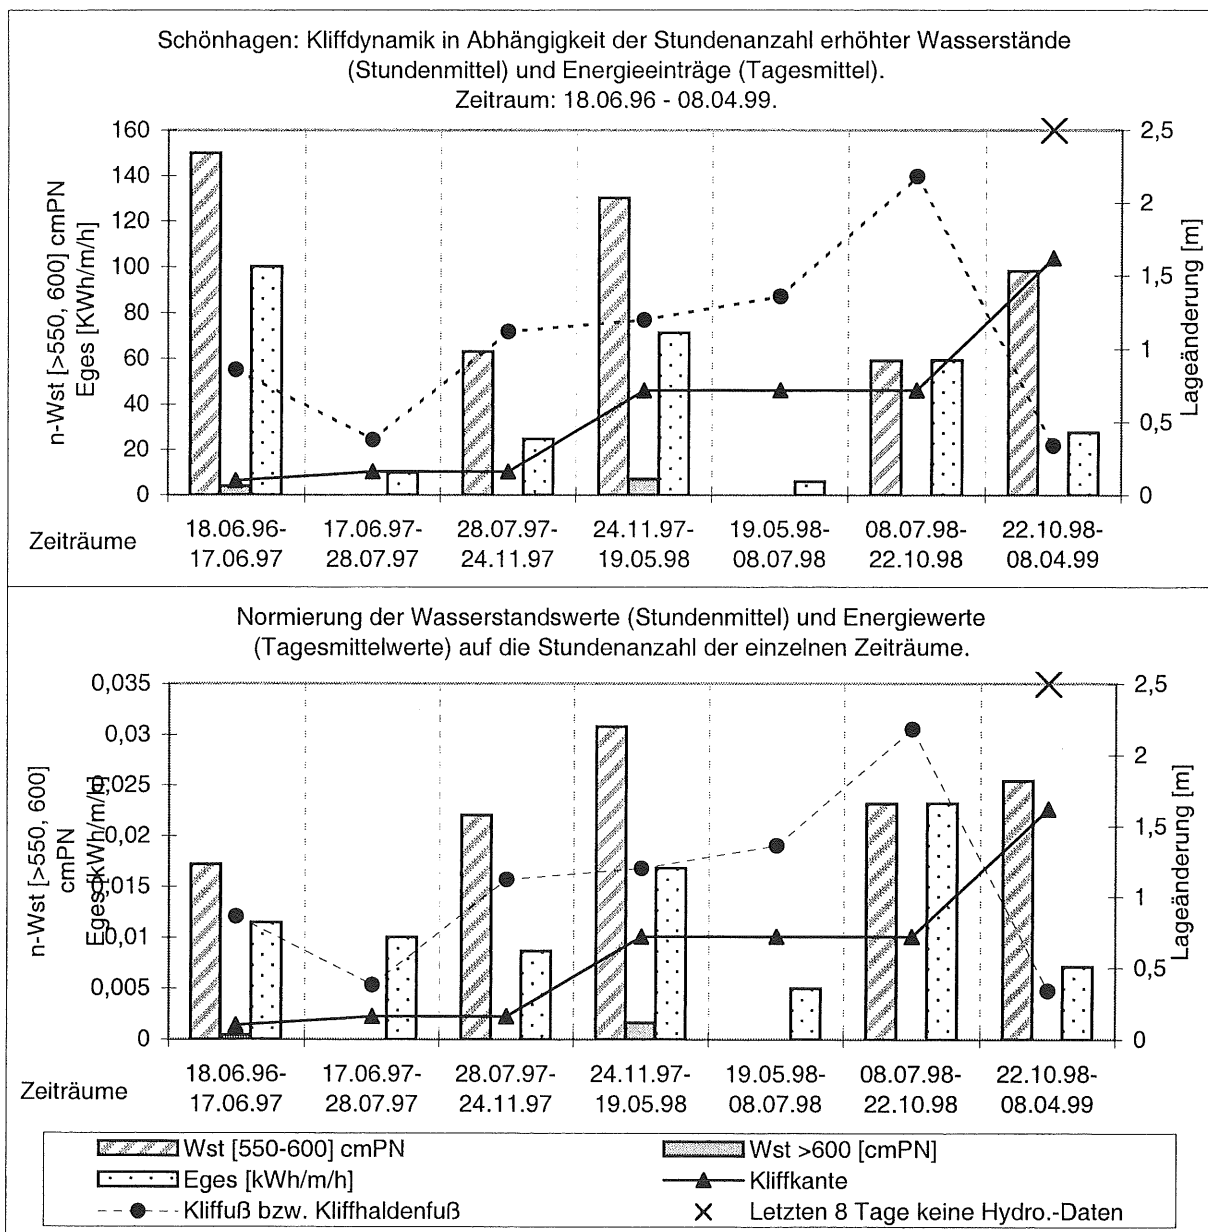 Schönhagen: Kliffdynamik in Abhängigkeit der Stundenanzahl erhöhter Wasserstände
(Stundenmittel) und Energieeinträge (Tagesmittel).
Zeitraum: 18.06.96 - 08.04.99.
n-Wst [>550, 600] cmPN
Eges [KWh/m/h]
160
140
120
100
80
60
40
20
0
2,5
2
1,5
1
0,5
0
Lageänderung [m]
Zeiträume
18.06.96- 17.06.97- 28.07.97- 24.11.97- 19.05.98- 08.07.98- 22.10.98-
17.06.97 28.07.97 24.11.97 19.05.98 08.07.98 22.10.98 08.04.99
Normierung der Wasserstandswerte (Stundenmittel) und Energiewerte
(Tagesmittelwerte) auf die Stundenanzahl der einzelnen Zeiträume.
n-Wst [>550, 600]
cmPN
Eges [kWh/m/h]
0,035
0,03
0,025
0,02
0,015
0,01
0,005
0
2,5
2
1,5
1
0,5
0
Lageänderung [m]
Zeiträume
18.06.96- 17.06.97- 28.07.97- 24.11.97- 19.05.98- 08.07.98- 22.10.98-
17.06.97 28.07.97 24.11.97 19.05.98 08.07.98 22.10.98 08.04.99
Wst [550-600] cmPN
Wst >600 [cmPN]
Eges [kWh/m/h]
Kliffkante
Kliffuß bzw. Kliffhaldenfuß
Letzten 8 Tage keine Hydro.-Daten